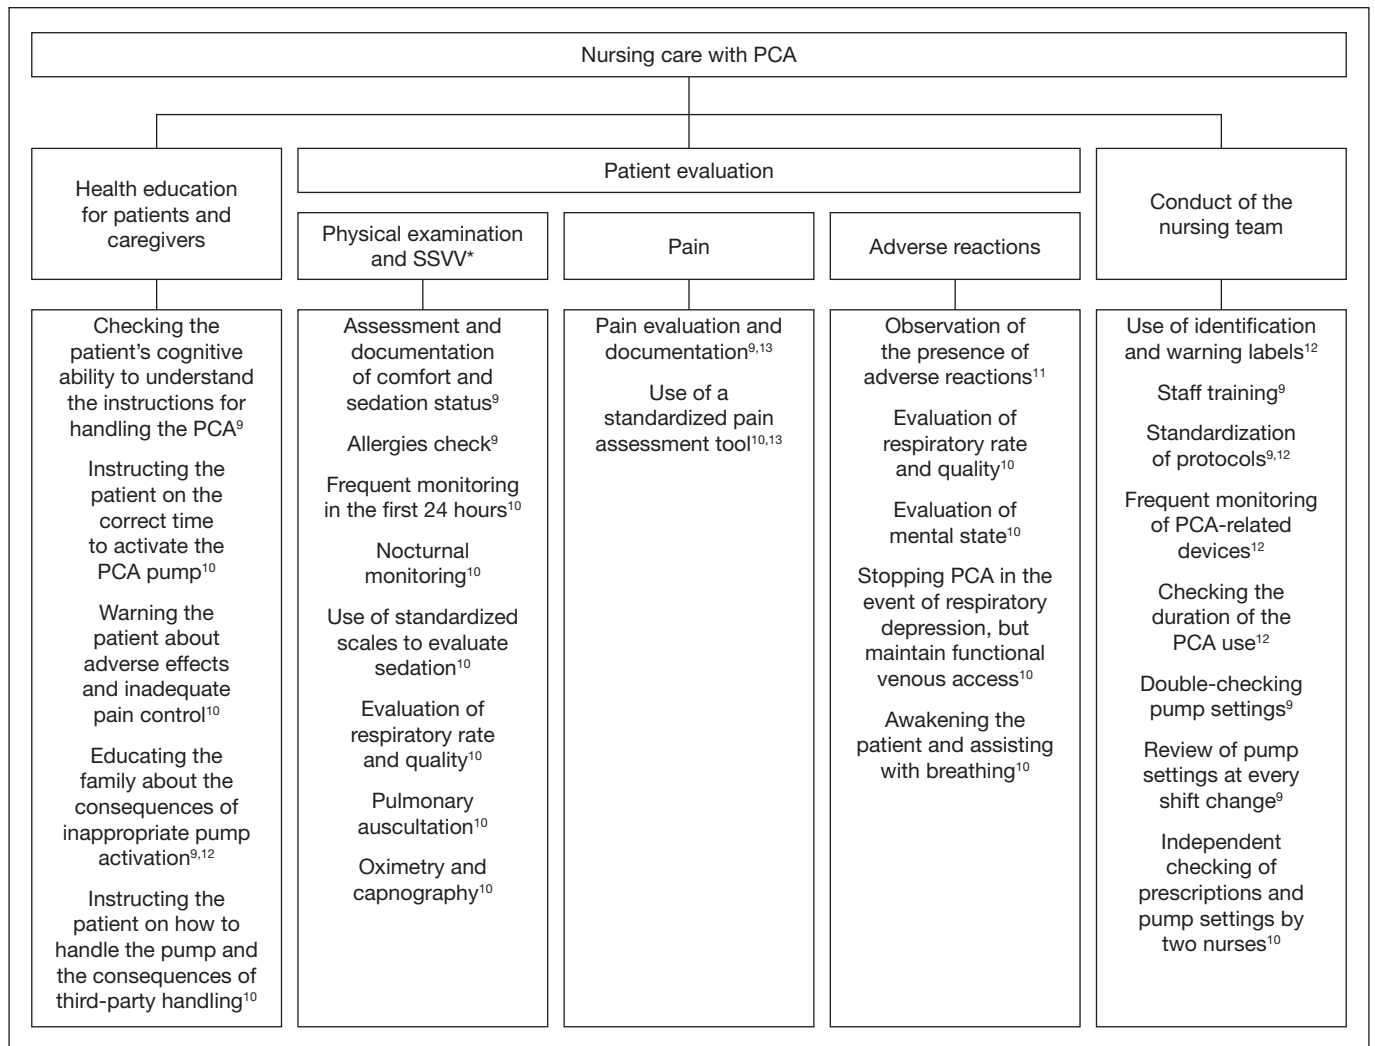 Nursing care with PCA
Health education
for patients and
caregivers
Patient evaluation
Physical examination
and SSVV*
Pain
Adverse reactions
Conduct of the
nursing team
Checking the
patient’s cognitive
ability to understand
the instructions for
handling the PCA⁹
Instructing the
patient on the
correct time
to activate the
PCA pump¹⁰
Warning the
patient about
adverse effects
and inadequate
pain control¹⁰
Educating the
family about the
consequences of
inappropriate pump
activation⁹,¹²
Instructing the
patient on how to
handle the pump and
the consequences of
third-party handling¹⁰
Assessment and
documentation
of comfort and
sedation status⁹
Allergies check⁹
Frequent monitoring
in the first 24 hours¹⁰
Nocturnal
monitoring¹⁰
Use of standardized
scales to evaluate
sedation¹⁰
Evaluation of
respiratory rate
and quality¹⁰
Pulmonary
auscultation¹⁰
Oximetry and
capnography¹⁰
Pain evaluation and
documentation⁹,¹³
Use of a
standardized pain
assessment tool¹⁰,¹³
Observation of
the presence of
adverse reactions¹¹
Evaluation of
respiratory rate
and quality¹⁰
Evaluation of
mental state¹⁰
Stopping PCA in the
event of respiratory
depression, but
maintain functional
venous access¹⁰
Awakening the
patient and assisting
with breathing¹⁰
Use of identification
and warning labels¹²
Staff training⁹
Standardization
of protocols⁹,¹²
Frequent monitoring
of PCA-related
devices¹²
Checking the
duration of the
PCA use¹²
Double-checking
pump settings⁹
Review of pump
settings at every
shift change⁹
Independent
checking of
prescriptions and
pump settings by
two nurses¹⁰